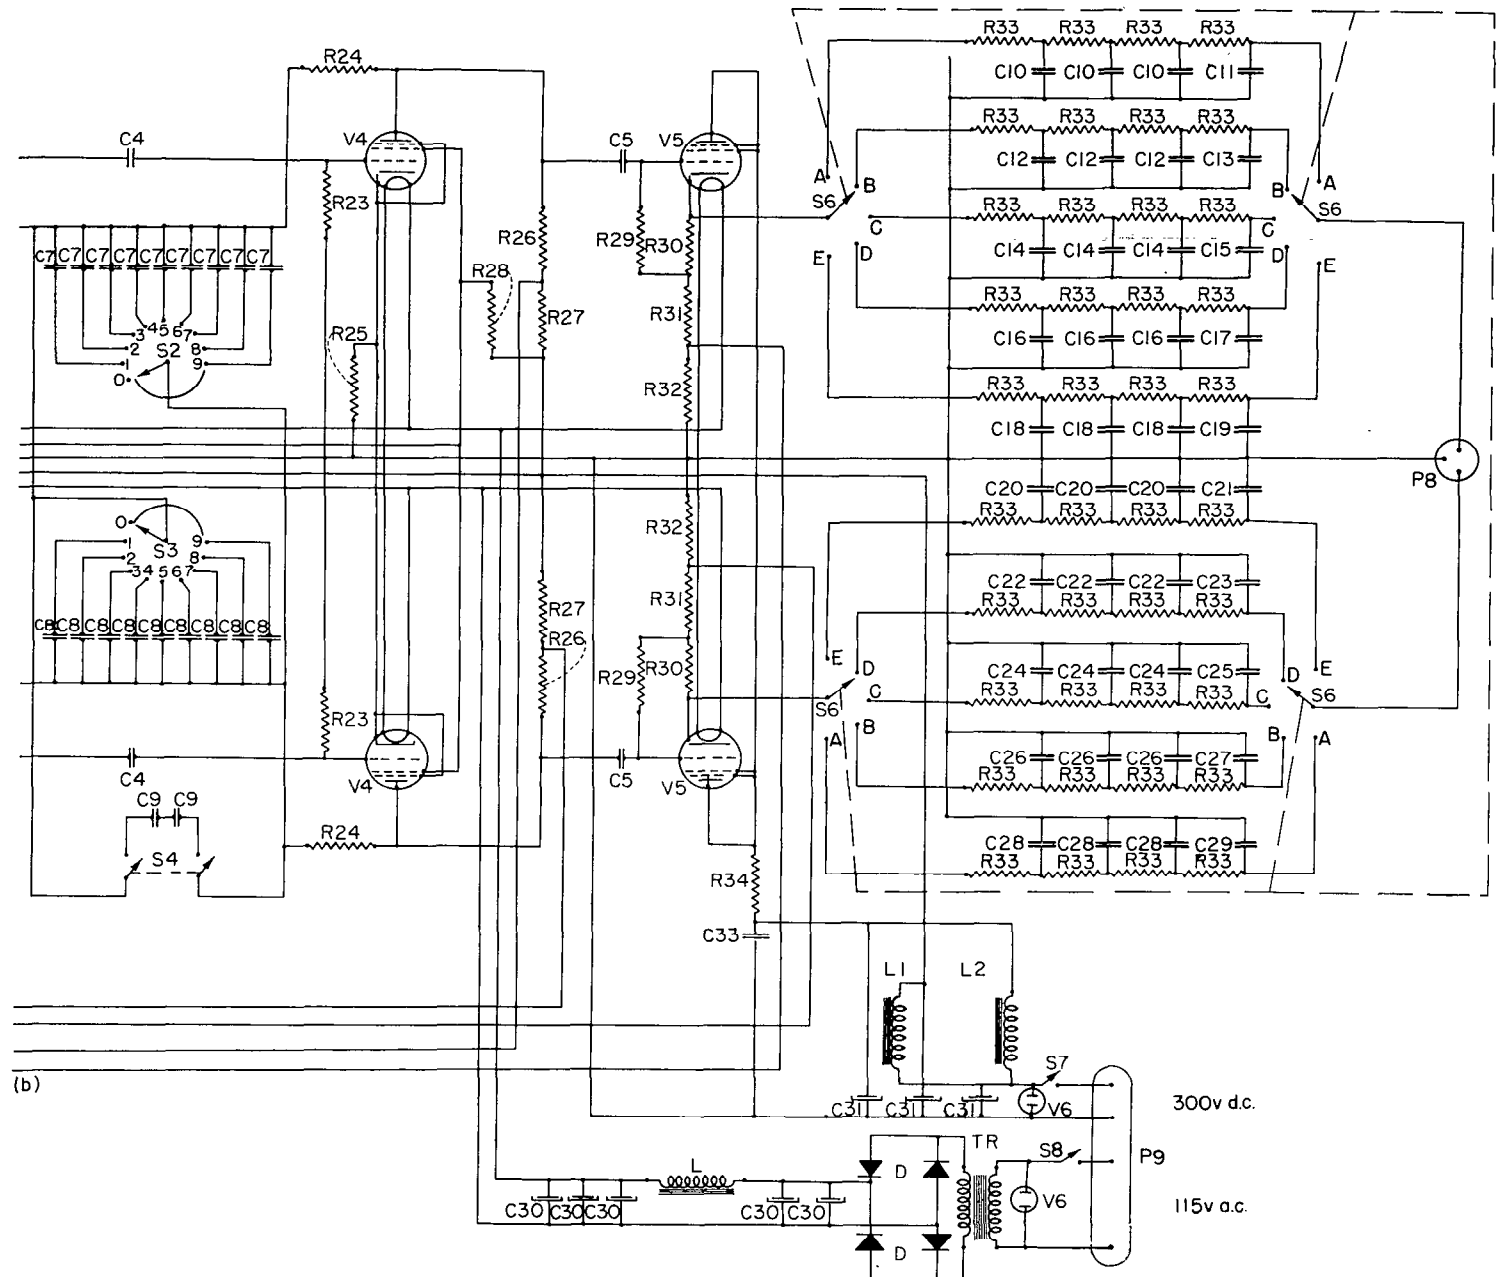 R33 R33 R33 R33
R24
C10 C10 C10 C11
R33 R33 R33 R33
C4 V4 C5 V5
C12 C12 C12 C13
A B B A
R23 S6 R33 R33 R33 R33 S6
C C
R26 R29 R30
C7 C7 C7 C7 C7 C7 C7 C7 C7
C14 C14 C14 C15
E D D E
R28
R33 R33 R33 R33
R31
R27
R25
3 4 5 6 7
C16 C16 C16 C17
2 S2 8
1 9
0
R33 R33 R33 R33
R32
C18 C18 C18 C19
P8
C20 C20 C20 C21
0
R33 R33 R33 R33
R32
1 S3 9
2 8
3 4 5 6 7
C22 C22 C22 C23
R31
R27
R33 R33 R33 R33
C8 C8 C8 C8 C8 C8 C8 C8 C8
R26
E D D E
R29 R30
C24 C24 C24 C25
C R33 R33 R33 R33 C
S6 S6
R23
B B
A A
C4 V4 C5 V5
C26 C26 C26 C27
R33 R33 R33 R33
C9 C9
R24
S4
C28 C28 C28 C29
R33 R33 R33 R33
R34
C33
L1 L2
S7
(b)
C31 C31 C31 V6
300v d.c.
TR
S8
P9
L D
V6
C30 C30 C30 C30 C30
115v a.c.
D